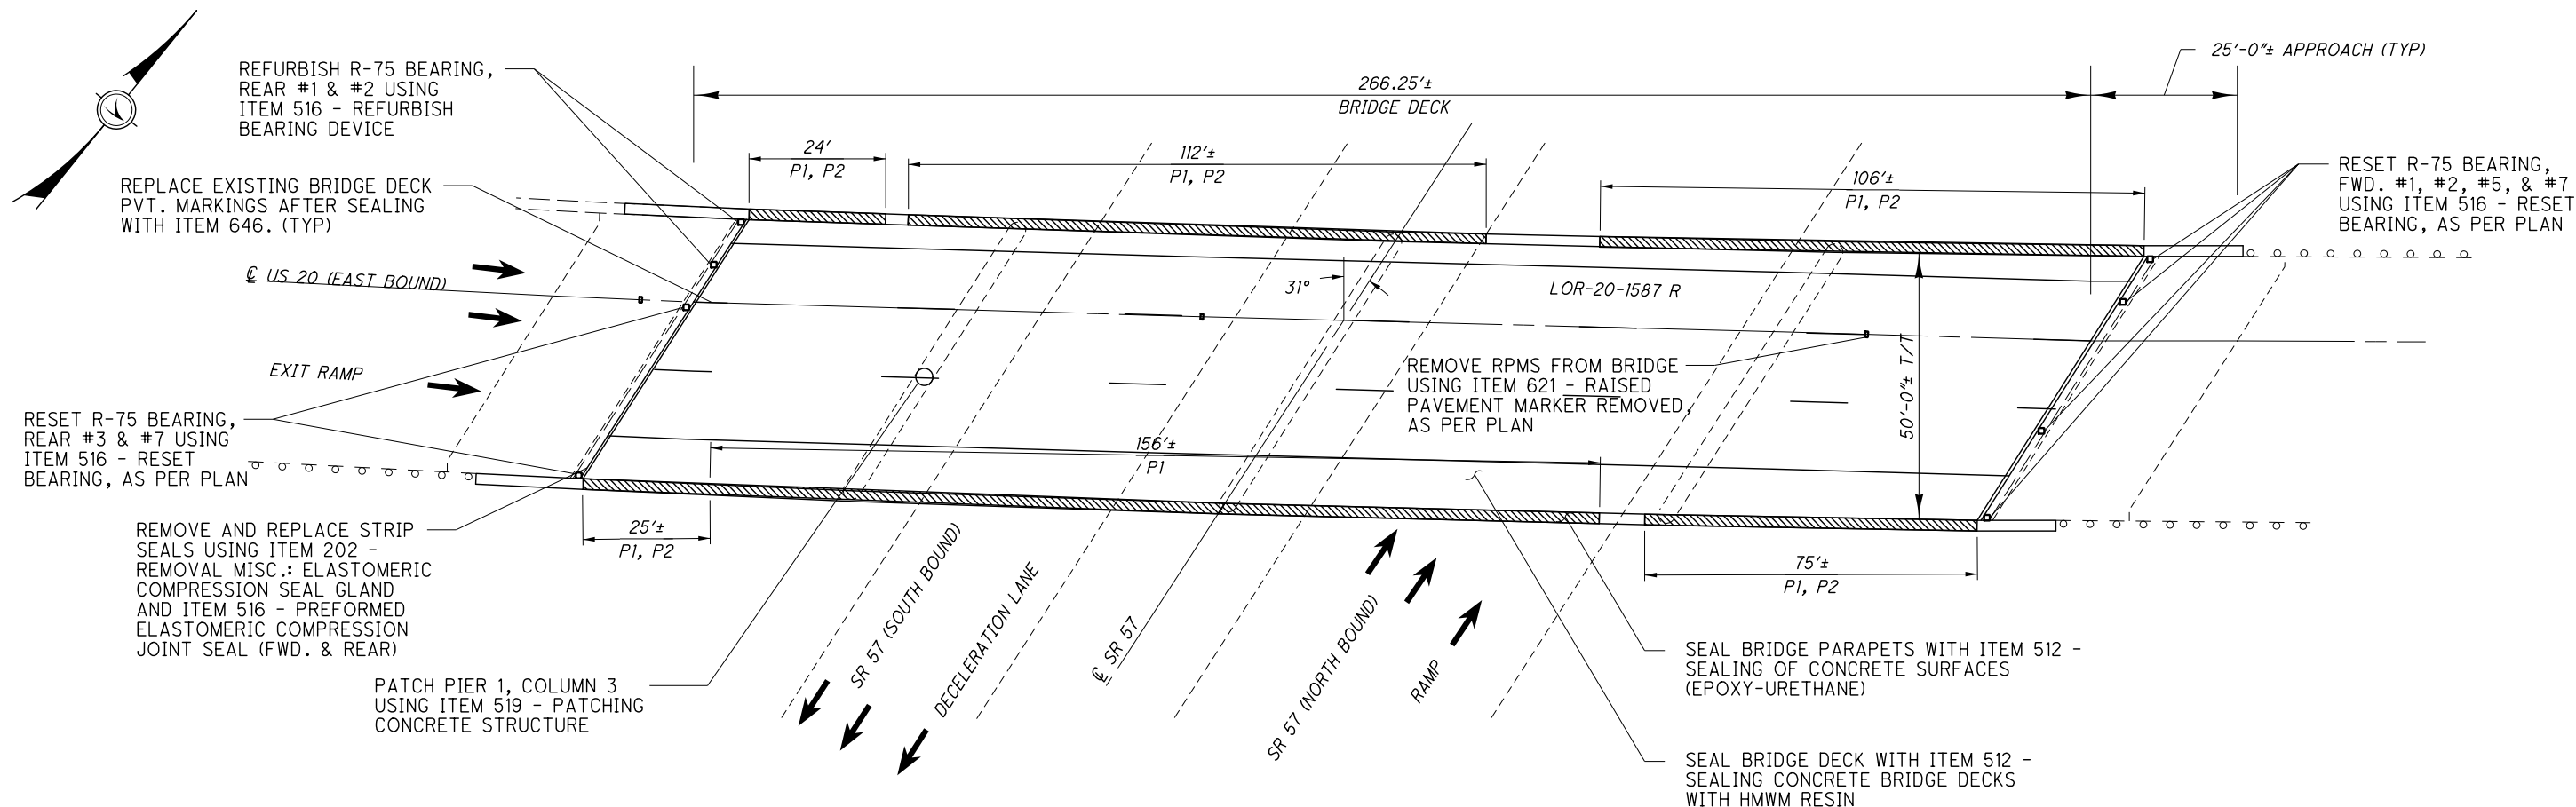 25'-0"± APPROACH (TYP)
REFURBISH R-75 BEARING,
REAR #1 & #2 USING
ITEM 516 - REFURBISH
BEARING DEVICE
266.25'±
BRIDGE DECK
24'
P1, P2
112'±
P1, P2
106'±
P1, P2
RESET R-75 BEARING,
FWD. #1, #2, #5, & #7
USING ITEM 516 - RESET
BEARING, AS PER PLAN
REPLACE EXISTING BRIDGE DECK
PVT. MARKINGS AFTER SEALING
WITH ITEM 646. (TYP)
℄ US 20 (EAST BOUND)
31°
LOR-20-1587 R
EXIT RAMP
REMOVE RPMS FROM BRIDGE
USING ITEM 621 - RAISED
PAVEMENT MARKER REMOVED,
AS PER PLAN
50'-0"± T/T
RESET R-75 BEARING,
REAR #3 & #7 USING
ITEM 516 - RESET
BEARING, AS PER PLAN
156'±
P1
25'±
P1, P2
75'±
P1, P2
REMOVE AND REPLACE STRIP
SEALS USING ITEM 202 -
REMOVAL MISC.: ELASTOMERIC
COMPRESSION SEAL GLAND
AND ITEM 516 - PREFORMED
ELASTOMERIC COMPRESSION
JOINT SEAL (FWD. & REAR)
SR 57 (SOUTH BOUND)
DECELERATION LANE
℄ SR 57
SR 57 (NORTH BOUND)
RAMP
PATCH PIER 1, COLUMN 3
USING ITEM 519 - PATCHING
CONCRETE STRUCTURE
SEAL BRIDGE PARAPETS WITH ITEM 512 -
SEALING OF CONCRETE SURFACES
(EPOXY-URETHANE)
SEAL BRIDGE DECK WITH ITEM 512 -
SEALING CONCRETE BRIDGE DECKS
WITH HMWM RESIN